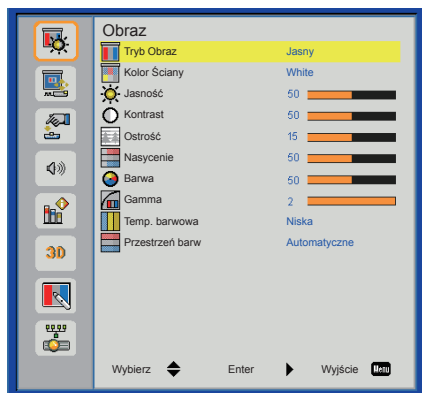 Obraz
Tryb Obraz Jasny
Kolor Ściany White
Jasność 50
Kontrast 50
Ostrość 15
Nasycenie 50
Barwa 50
Gamma 2
Temp. barwowa Niska
Przestrzeń barw Automatyczne
3D
Wybierz Enter Wyjście Menu